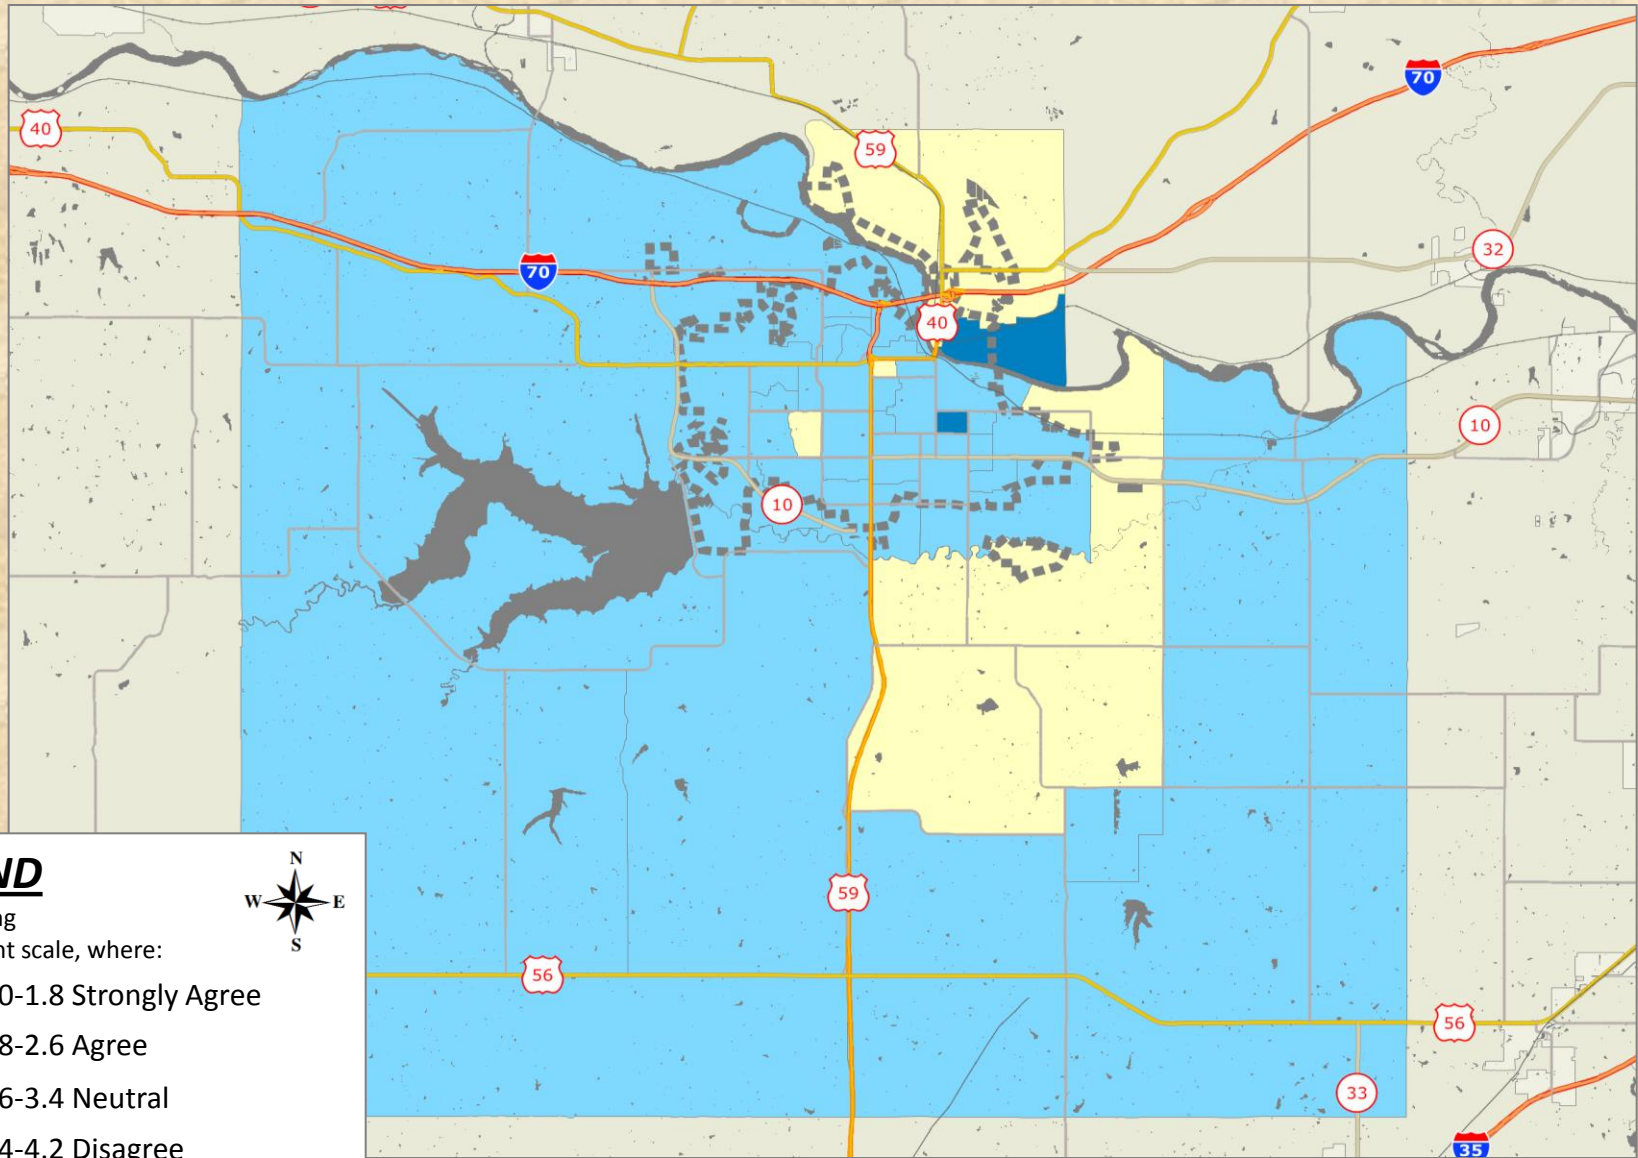 70
40
59
32
70
40
10
10
59
56
56
33
35
ND
N
W E
S
ng
nt scale, where:
0-1.8 Strongly Agree
8-2.6 Agree
6-3.4 Neutral
4-4.2 Disagree